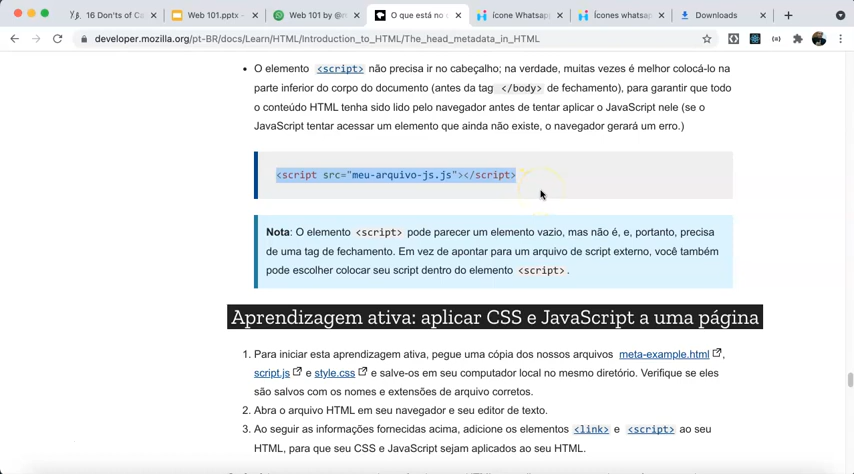 16 Don'ts of Ca
Web 101.pptx -
Web 101 by @r
O que está no c
ícone Whatsapp
Ícones whatsap
Downloads
developer.mozilla.org/pt-BR/docs/Learn/HTML/Introduction_to_HTML/The_head_metadata_in_HTML
• O elemento <script> não precisa ir no cabeçalho; na verdade, muitas vezes é melhor colocá-lo na
parte inferior do corpo do documento (antes da tag </body> de fechamento), para garantir que todo
o conteúdo HTML tenha sido lido pelo navegador antes de tentar aplicar o JavaScript nele (se o
JavaScript tentar acessar um elemento que ainda não existe, o navegador gerará um erro.)
<script src="meu-arquivo-js.js"></script>
Nota: O elemento <script> pode parecer um elemento vazio, mas não é, e, portanto, precisa
de uma tag de fechamento. Em vez de apontar para um arquivo de script externo, você também
pode escolher colocar seu script dentro do elemento <script>.
Aprendizagem ativa: aplicar CSS e JavaScript a uma página
1. Para iniciar esta aprendizagem ativa, pegue uma cópia dos nossos arquivos meta-example.html,
script.js e style.css e salve-os em seu computador local no mesmo diretório. Verifique se eles
são salvos com os nomes e extensões de arquivo corretos.
2. Abra o arquivo HTML em seu navegador e seu editor de texto.
3. Ao seguir as informações fornecidas acima, adicione os elementos <link> e <script> ao seu
HTML, para que seu CSS e JavaScript sejam aplicados ao seu HTML.